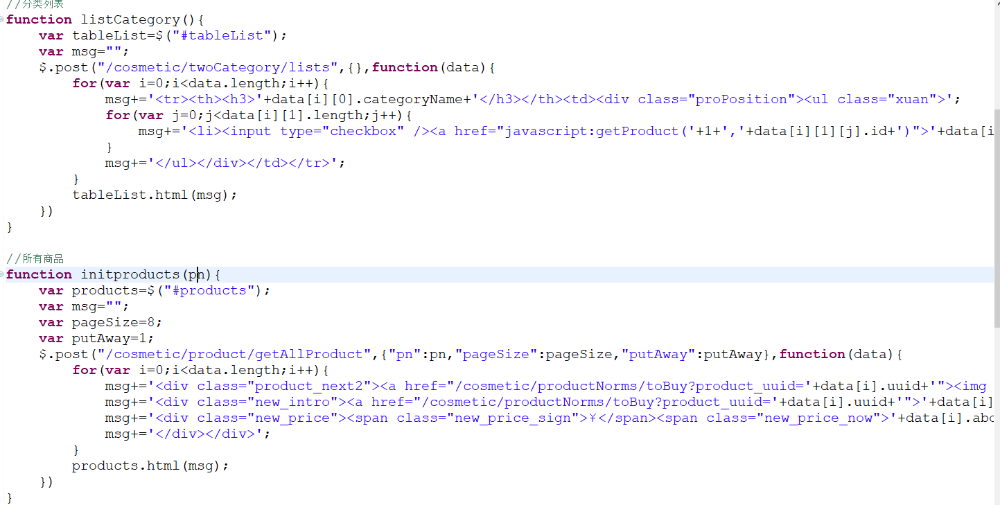 //分类列表
function listCategory(){
    var tableList=$("#tableList");
    var msg="";
    $.post("/cosmetic/twoCategory/lists",{},function(data){
        for(var i=0;i<data.length;i++){
            msg+='<tr><th><h3>'+data[i][0].categoryName+'</h3></th><td><div class="proPosition"><ul class="xuan">';
            for(var j=0;j<data[i][1].length;j++){
                msg+='<li><input type="checkbox" /><a href="javascript:getProduct('+1+','+data[i][1][j].id+')">'+data[i
            }
            msg+='</ul></div></td></tr>';
        }
        tableList.html(msg);
    })
}
//所有商品
function initproducts(pn){
    var products=$("#products");
    var msg="";
    var pageSize=8;
    var putAway=1;
    $.post("/cosmetic/product/getAllProduct",{"pn":pn,"pageSize":pageSize,"putAway":putAway},function(data){
        for(var i=0;i<data.length;i++){
            msg+='<div class="product_next2"><a href="/cosmetic/productNorms/toBuy?product_uuid='+data[i].uuid+'"><img
            msg+='<div class="new_intro"><a href="/cosmetic/productNorms/toBuy?product_uuid='+data[i].uuid+'">'+data[i]
            msg+='<div class="new_price"><span class="new_price_sign">¥</span><span class="new_price_now">'+data[i].abc
            msg+='</div></div>';
        }
        products.html(msg);
    })
}